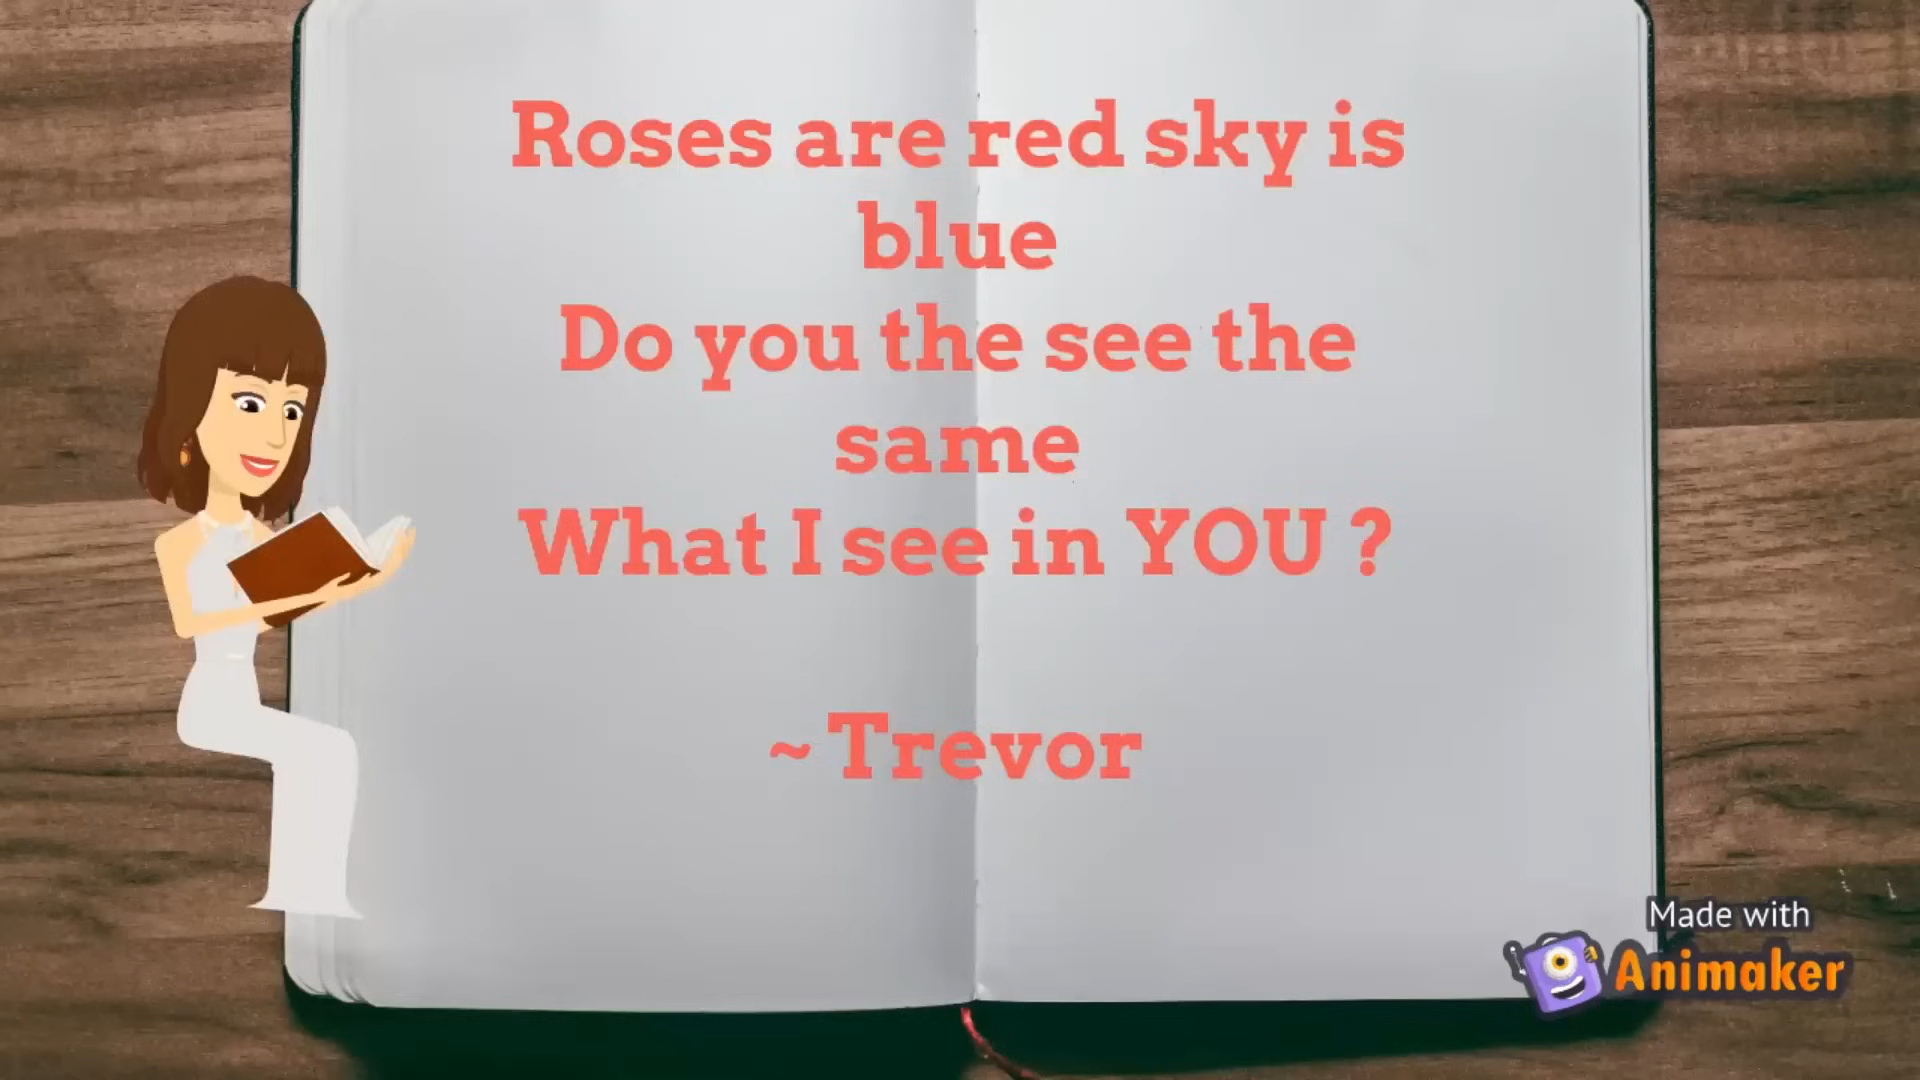 Roses are red sky is
blue
Do you the see the
same
What I see in YOU ?
~Trevor
Made with
Animaker